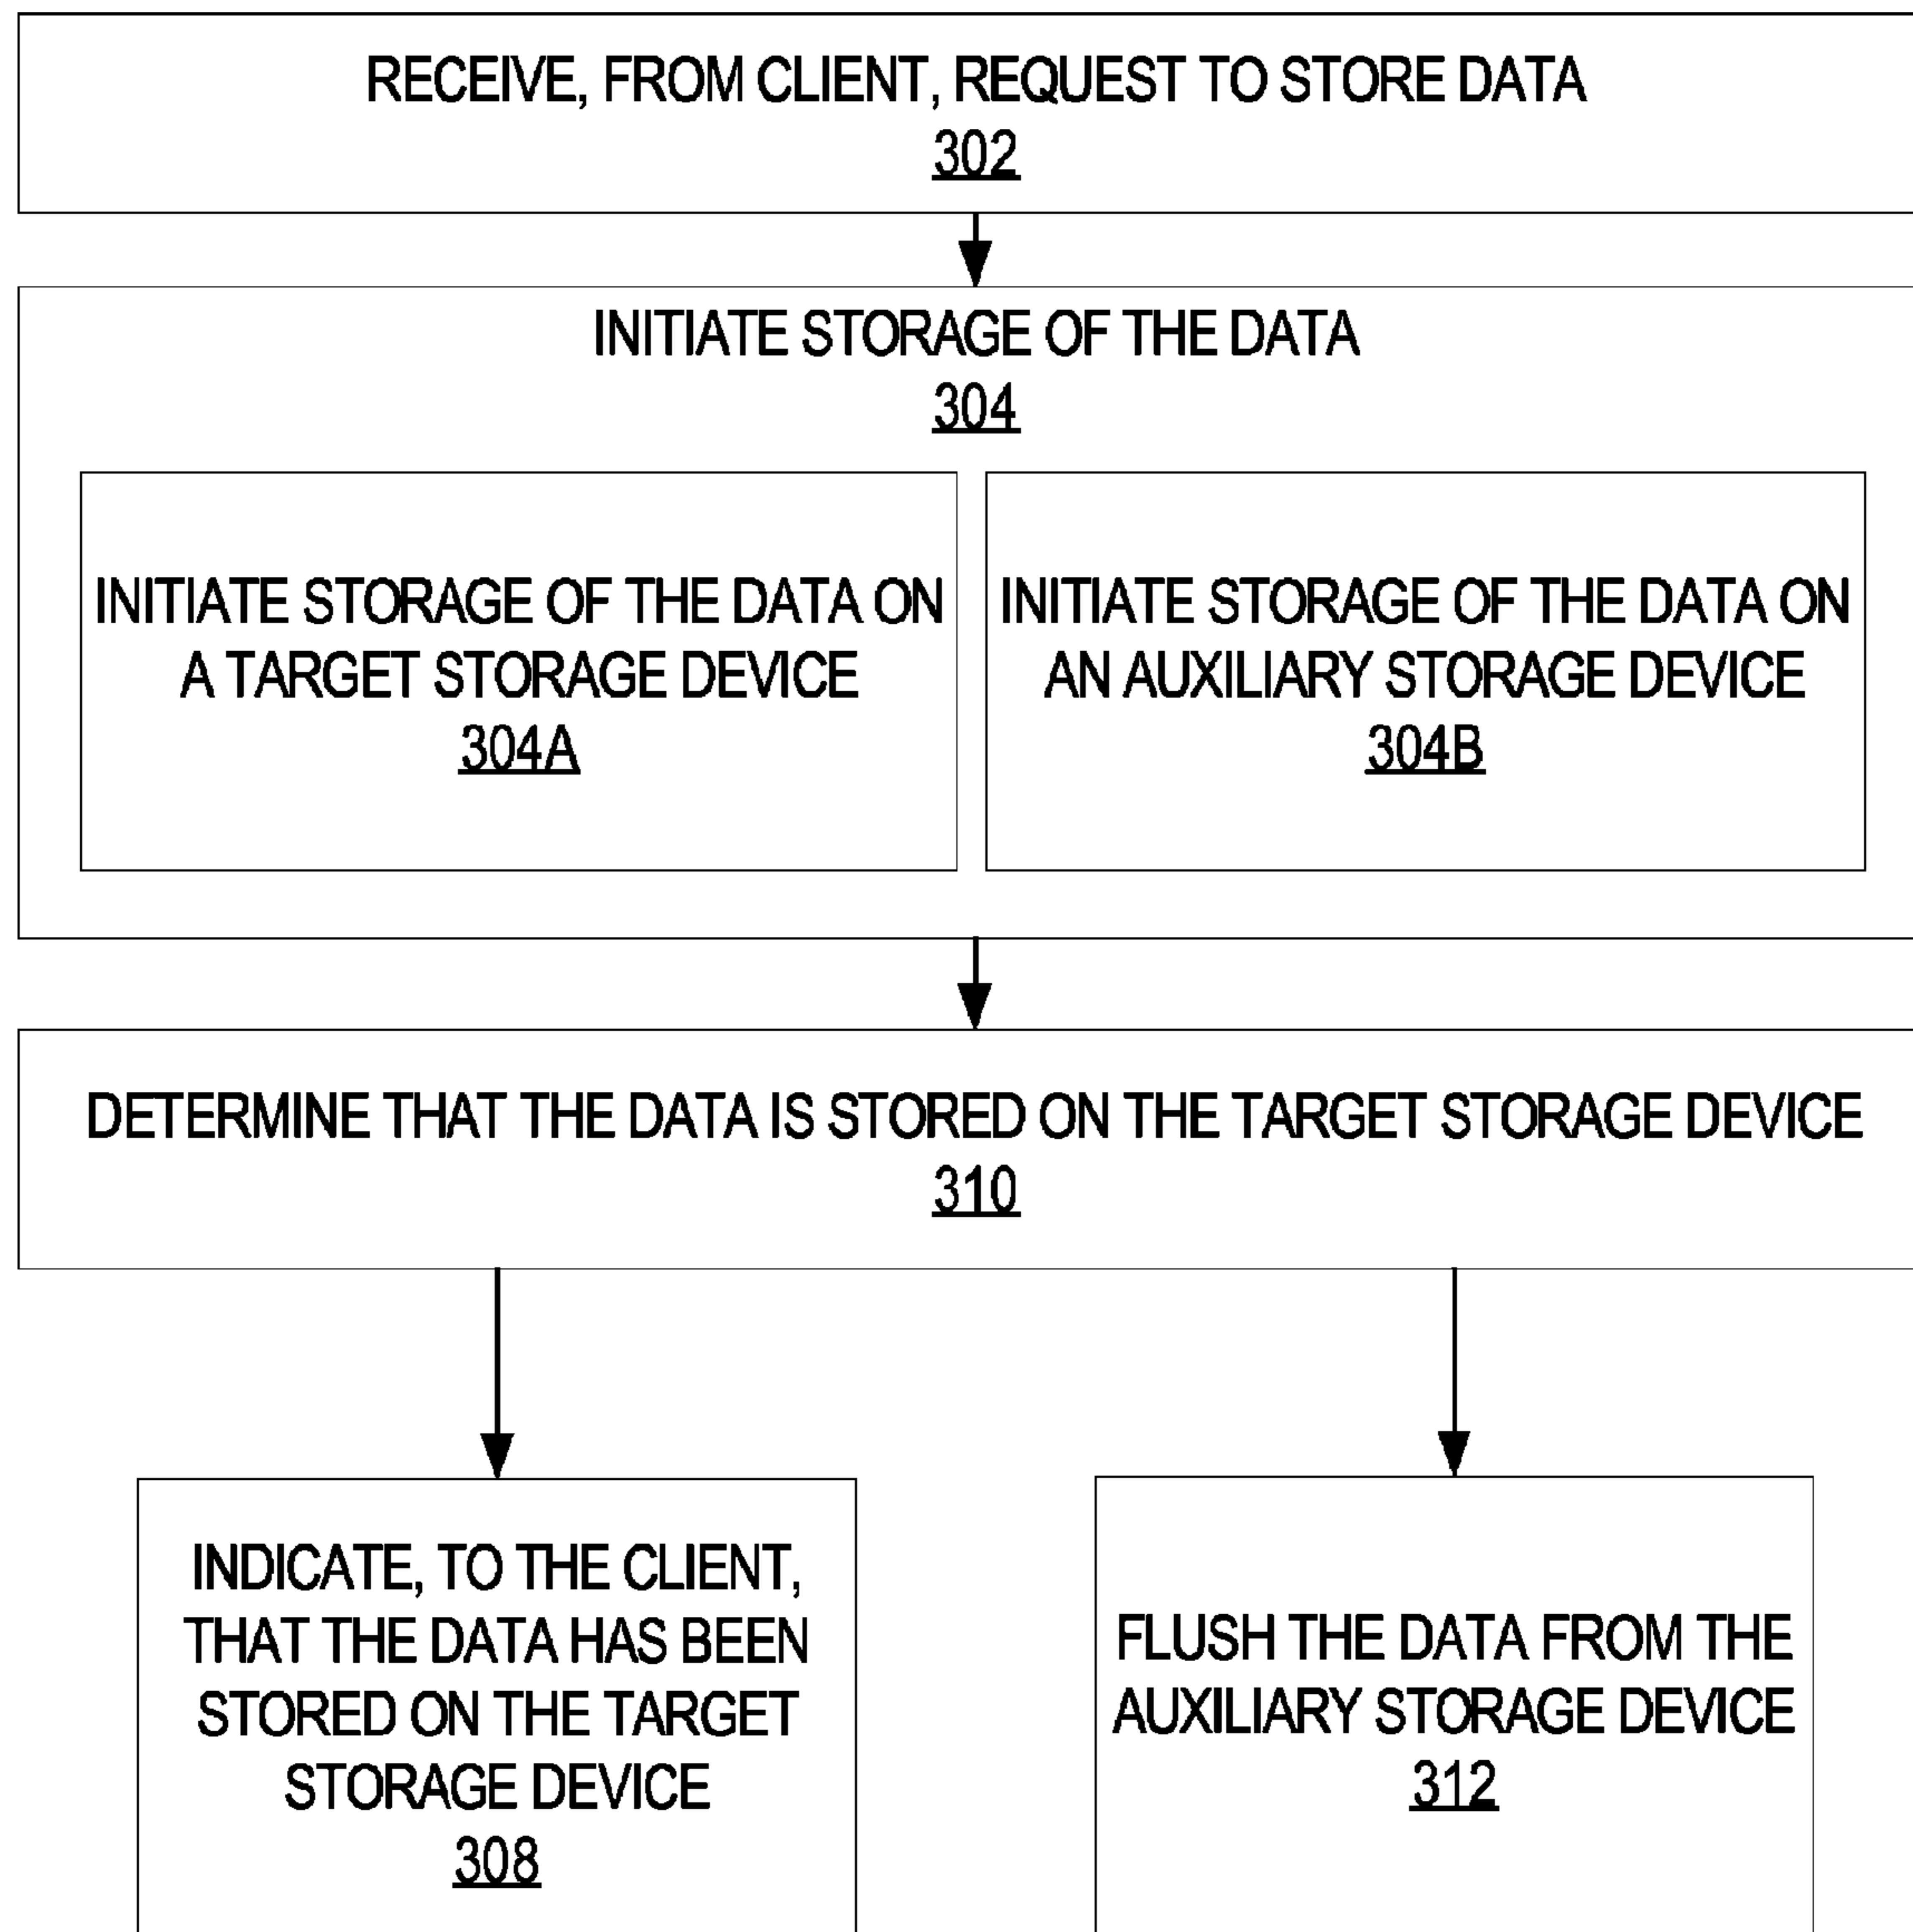 RECEIVE, FROM CLIENT, REQUEST TO STORE DATA
302
INITIATE STORAGE OF THE DATA
304
INITIATE STORAGE OF THE DATA ON
A TARGET STORAGE DEVICE
304A
INITIATE STORAGE OF THE DATA ON
AN AUXILIARY STORAGE DEVICE
304B
DETERMINE THAT THE DATA IS STORED ON THE TARGET STORAGE DEVICE
310
INDICATE, TO THE CLIENT,
THAT THE DATA HAS BEEN
STORED ON THE TARGET
STORAGE DEVICE
308
FLUSH THE DATA FROM THE
AUXILIARY STORAGE DEVICE
312